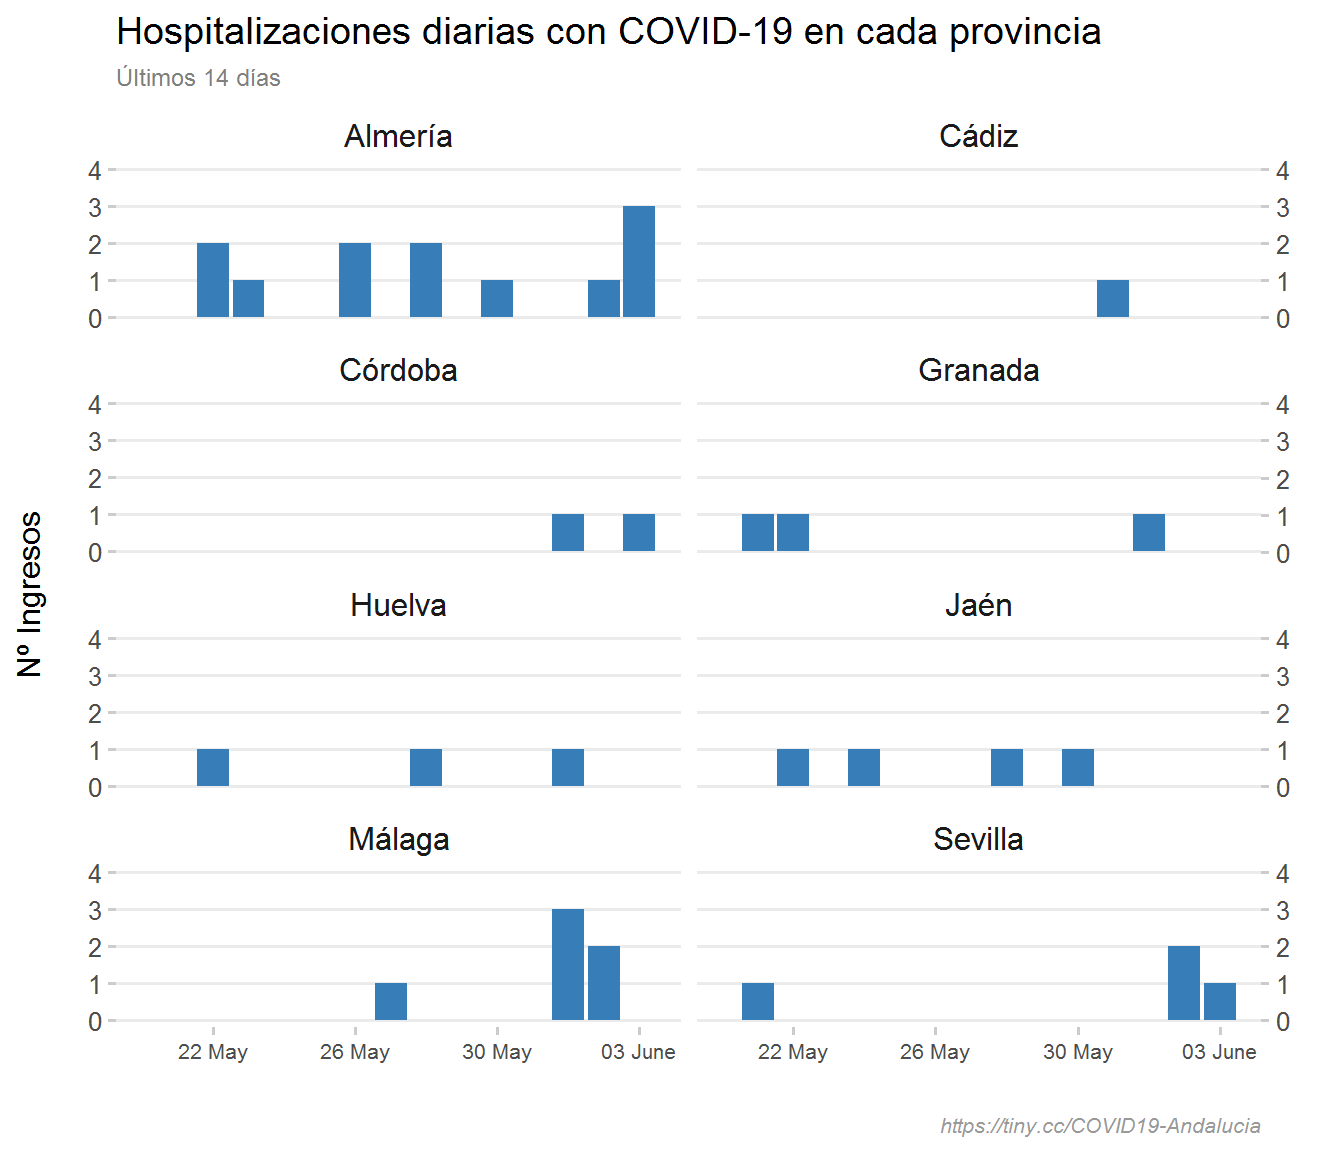 Hospitalizaciones diarias con COVID-19 en cada provincia
Últimos 14 días
Almería
Cádiz
4
3
2
1
0
4
3
2
1
0
Córdoba
Granada
4
3
2
1
0
4
3
2
1
0
Nº Ingresos
Huelva
Jaén
4
3
2
1
0
4
3
2
1
0
Málaga
Sevilla
4
3
2
1
0
4
3
2
1
0
22 May 26 May 30 May 03 June
22 May 26 May 30 May 03 June
https://tiny.cc/COVID19-Andalucia